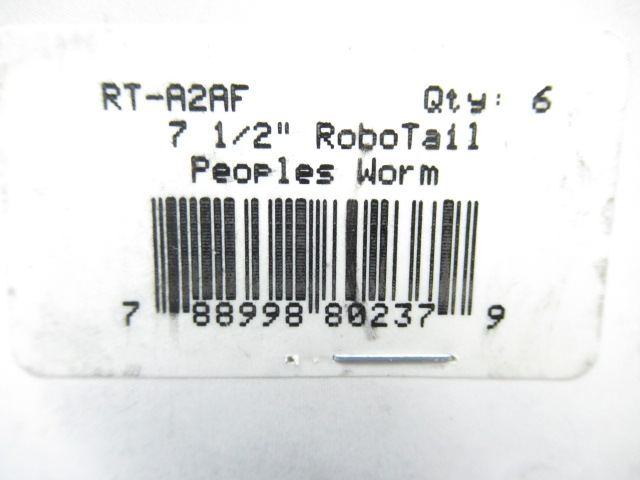 RT-A2AF Qty: 6
7 1/2" RoboTail
Peoples Worm
7 88998 80237 9